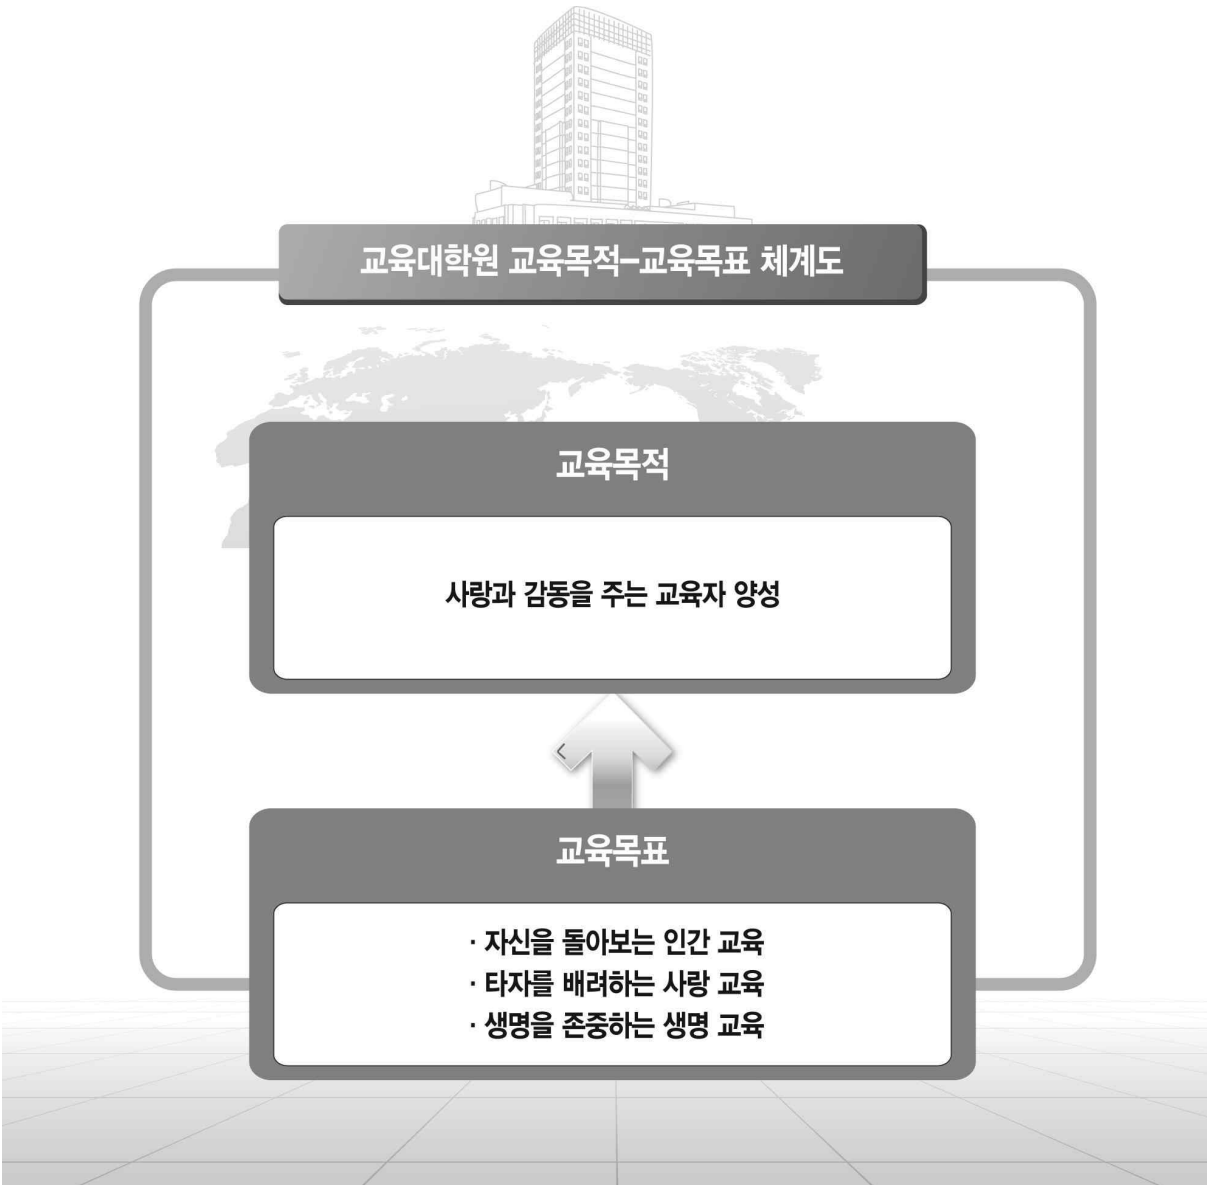 교육대학원 교육목적-교육목표 체계도
교육목적
사랑과 감동을 주는 교육자 양성
교육목표
· 자신을 돌아보는 인간 교육
· 타자를 배려하는 사랑 교육
· 생명을 존중하는 생명 교육